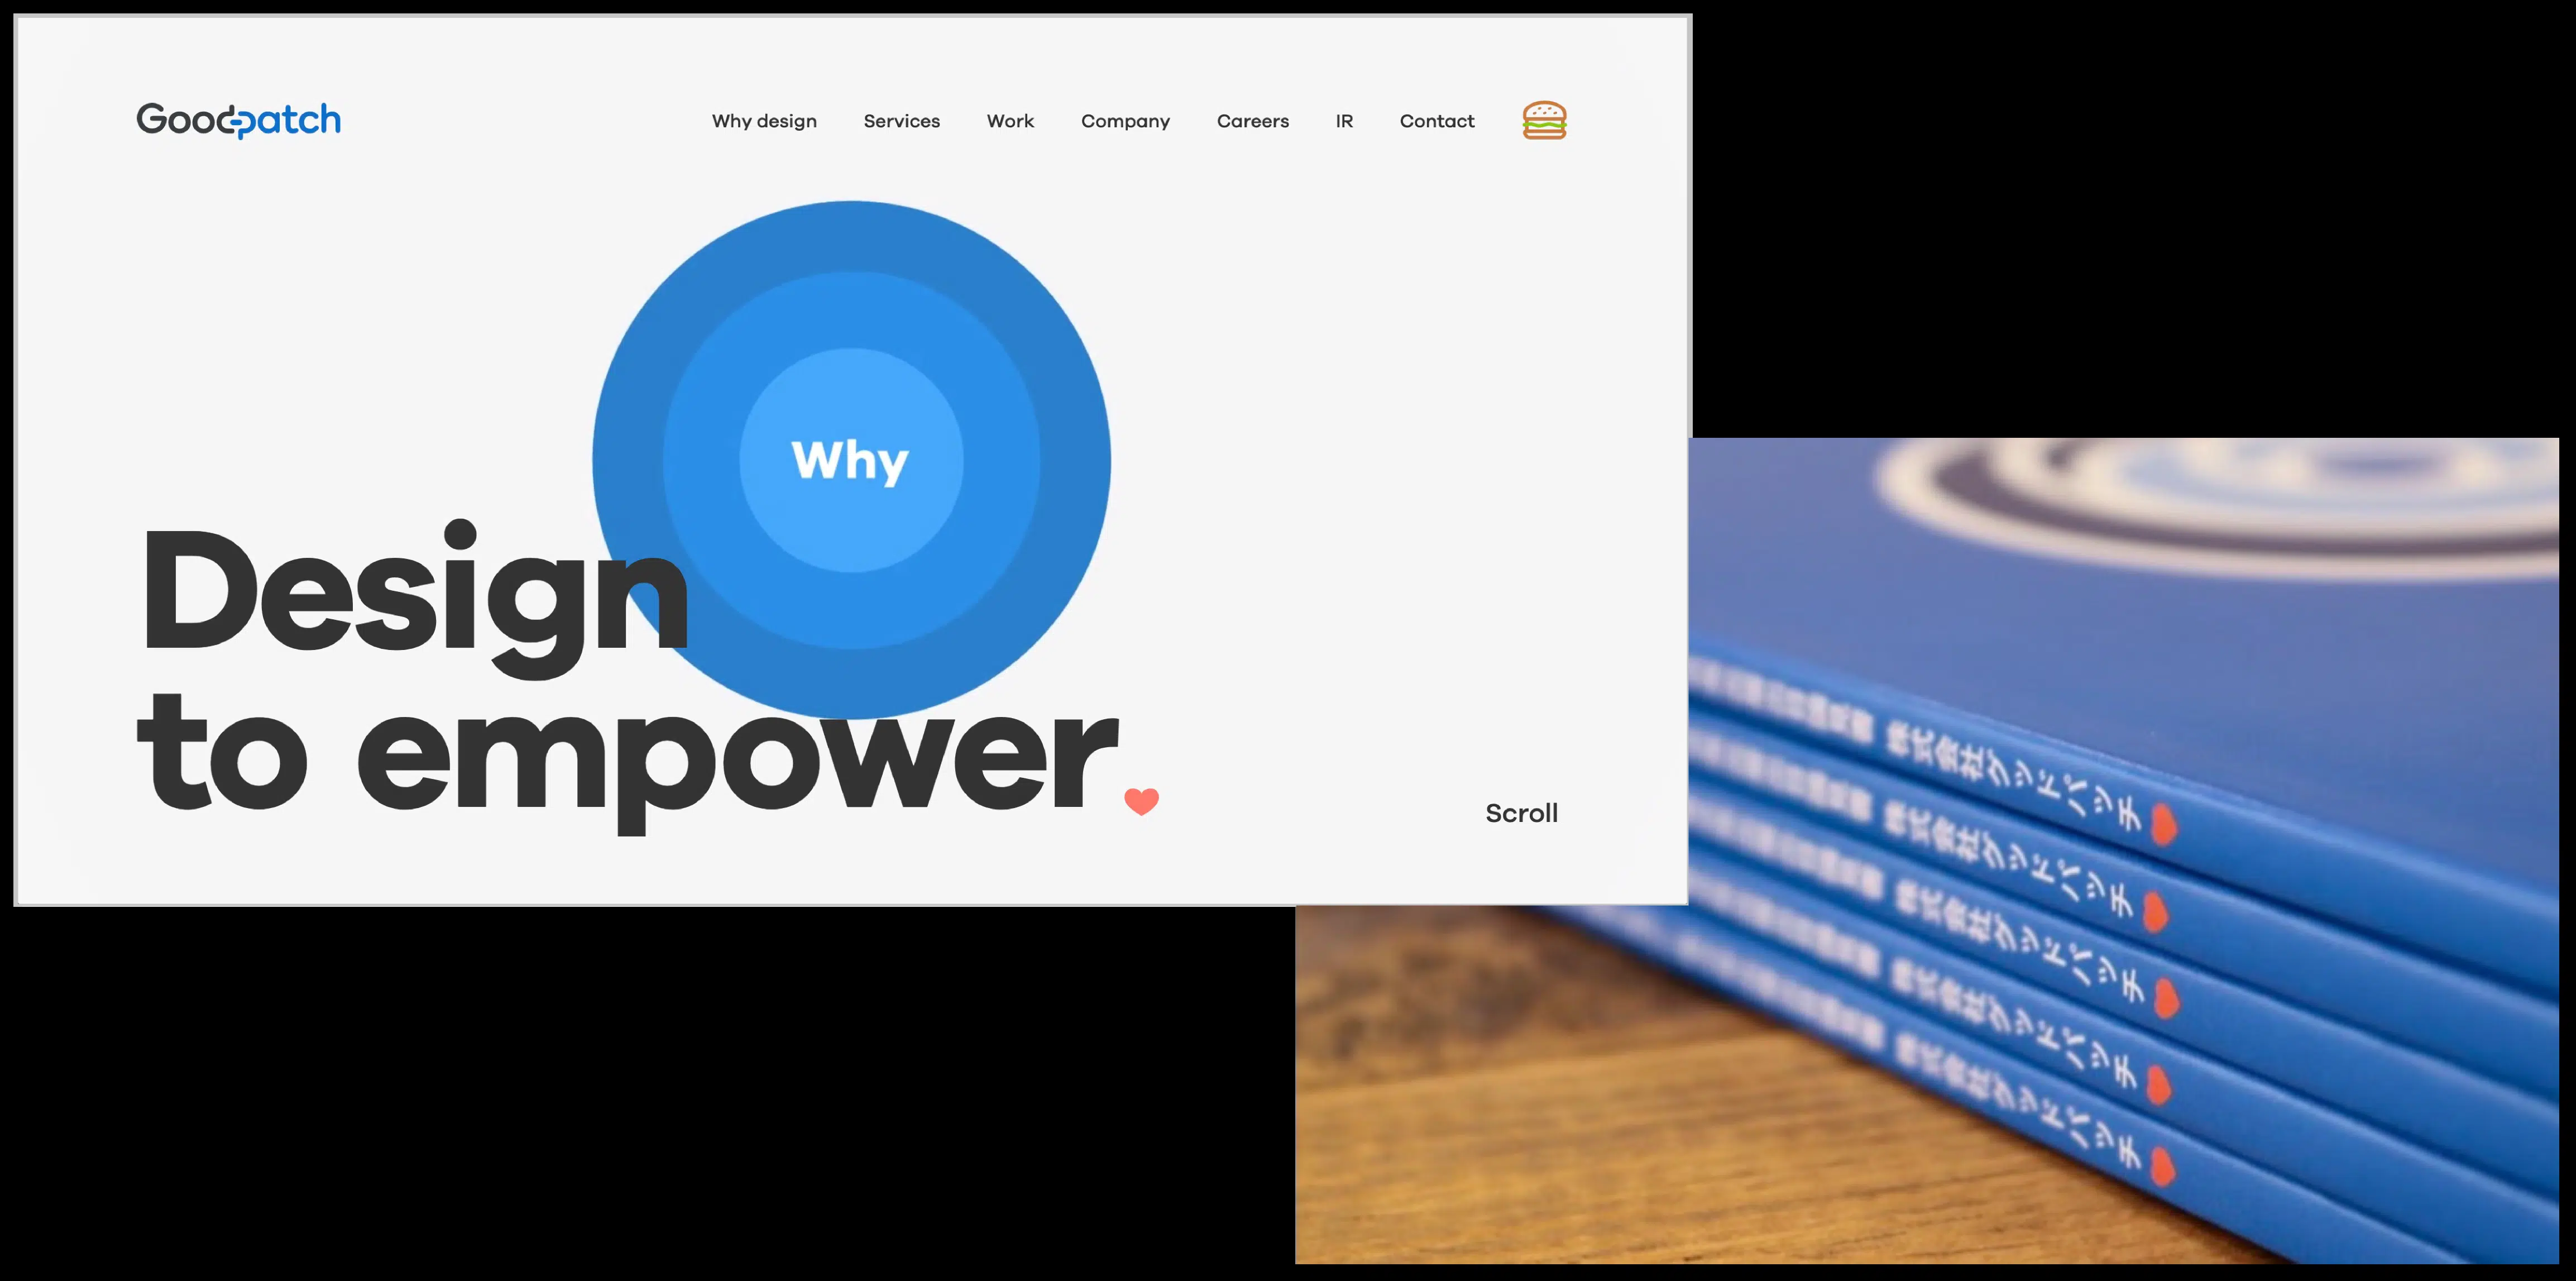 Goodpatch
Why design
Services
Work
Company
Careers
IR
Contact
Why
Design
to empower
Scroll
株式会社グッドパッチ
株式会社グッドパッチ
株式会社グッドパッチ
株式会社グッドパッチ
株式会社グッドパッチ